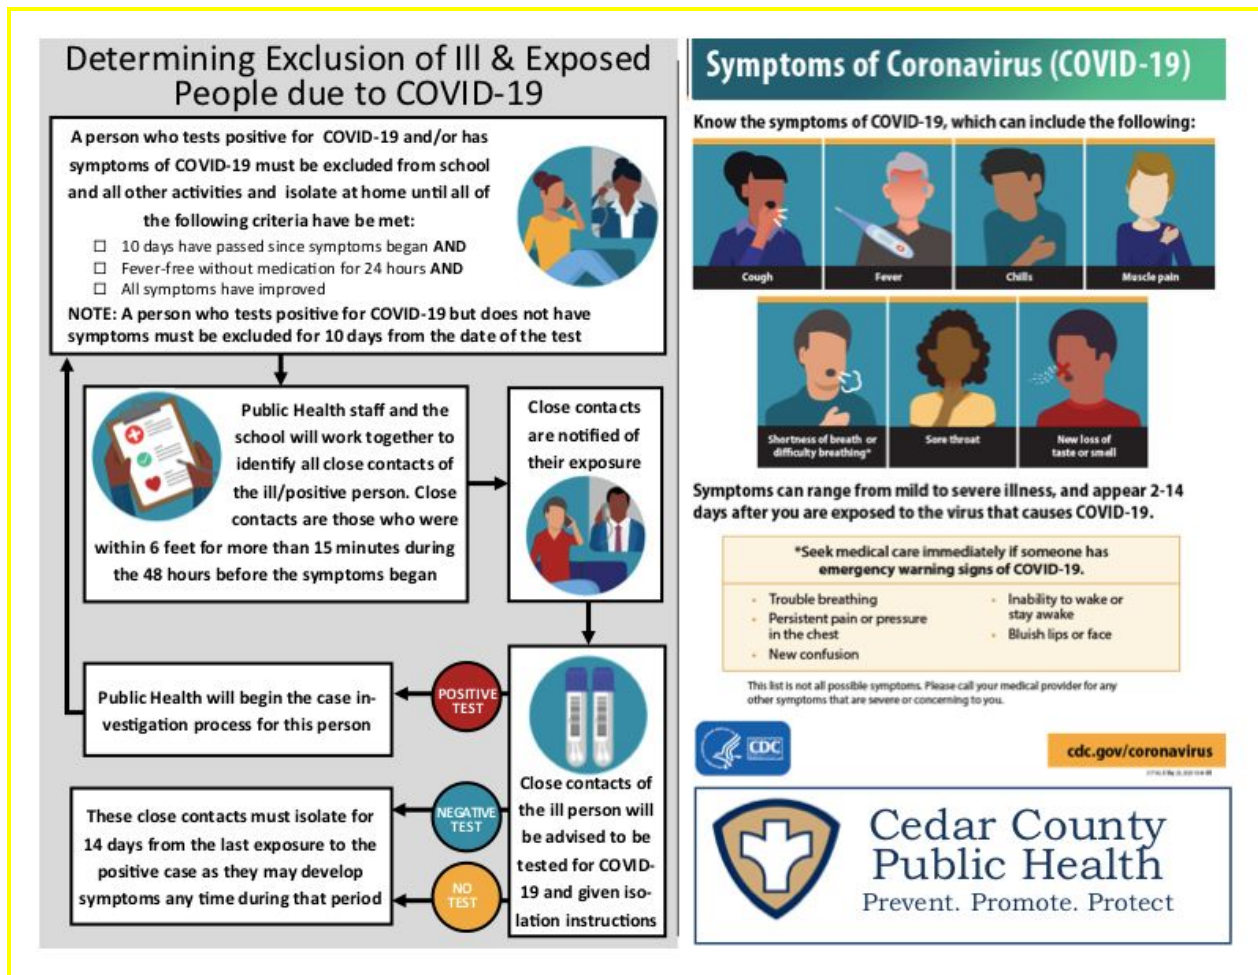 Determining Exclusion of Ill & Exposed
People due to COVID-19
A person who tests positive for COVID-19 and/or has
symptoms of COVID-19 must be excluded from school
and all other activities and isolate at home until all of
the following criteria have be met:
☐ 10 days have passed since symptoms began AND
☐ Fever-free without medication for 24 hours AND
☐ All symptoms have improved
NOTE: A person who tests positive for COVID-19 but does not have
symptoms must be excluded for 10 days from the date of the test
Public Health staff and the
school will work together to
identify all close contacts of
the ill/positive person. Close
contacts are those who were
within 6 feet for more than 15 minutes during
the 48 hours before the symptoms began
Close contacts
are notified of
their exposure
Close contacts of
the ill person will
be advised to be
tested for COVID-
19 and given iso-
lation instructions
POSITIVE
TEST
Public Health will begin the case in-
vestigation process for this person
NEGATIVE
TEST
NO
TEST
These close contacts must isolate for
14 days from the last exposure to the
positive case as they may develop
symptoms any time during that period
Symptoms of Coronavirus (COVID-19)
Know the symptoms of COVID-19, which can include the following:
Cough
Fever
Chills
Muscle pain
Shortness of breath or
difficulty breathing*
Sore throat
New loss of
taste or smell
Symptoms can range from mild to severe illness, and appear 2-14
days after you are exposed to the virus that causes COVID-19.
*Seek medical care immediately if someone has
emergency warning signs of COVID-19.
• Trouble breathing
• Persistent pain or pressure
in the chest
• New confusion
• Inability to wake or
stay awake
• Bluish lips or face
This list is not all possible symptoms. Please call your medical provider for any
other symptoms that are severe or concerning to you.
CDC
cdc.gov/coronavirus
Cedar County
Public Health
Prevent. Promote. Protect